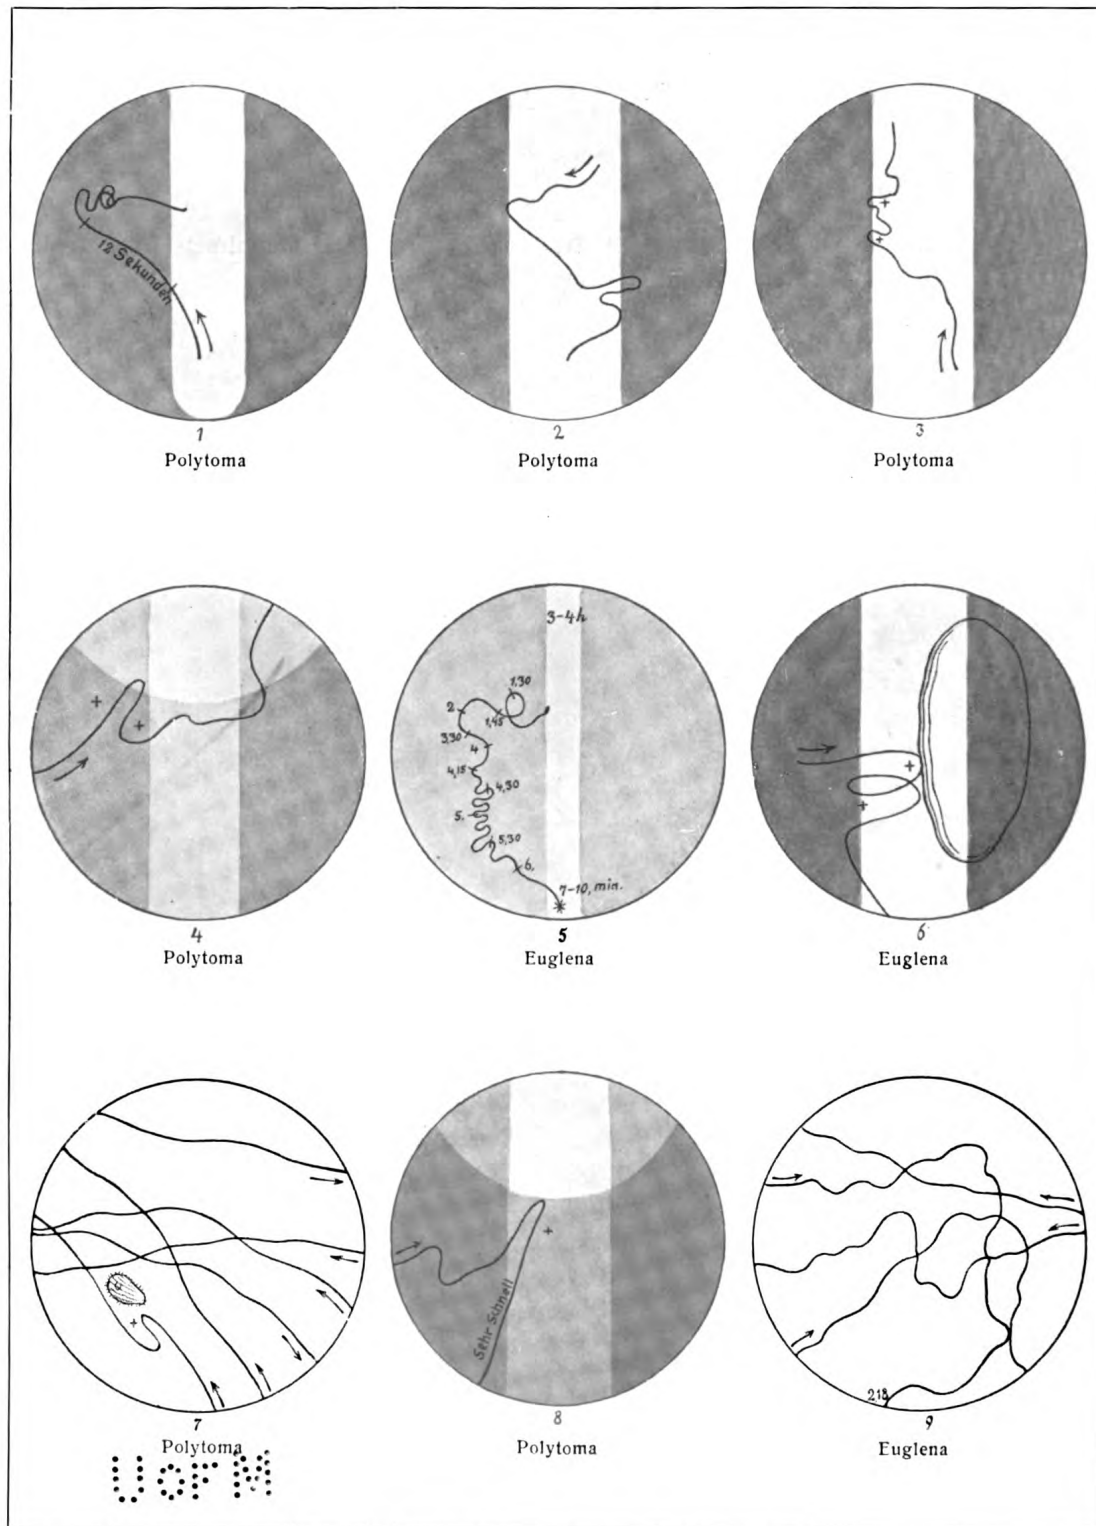 12 Sekunden
1
Polytoma
2
Polytoma
3
Polytoma
+
+
+
+
4
Polytoma
3-4h
1,30
2
1,45
3,30
4
4,15
4,30
5.
5,30
6.
7-10, min.
5
Euglena
+
+
6
Euglena
+
7
Polytoma
+
Sehr Schnell
8
Polytoma
218
9
Euglena
U OF M